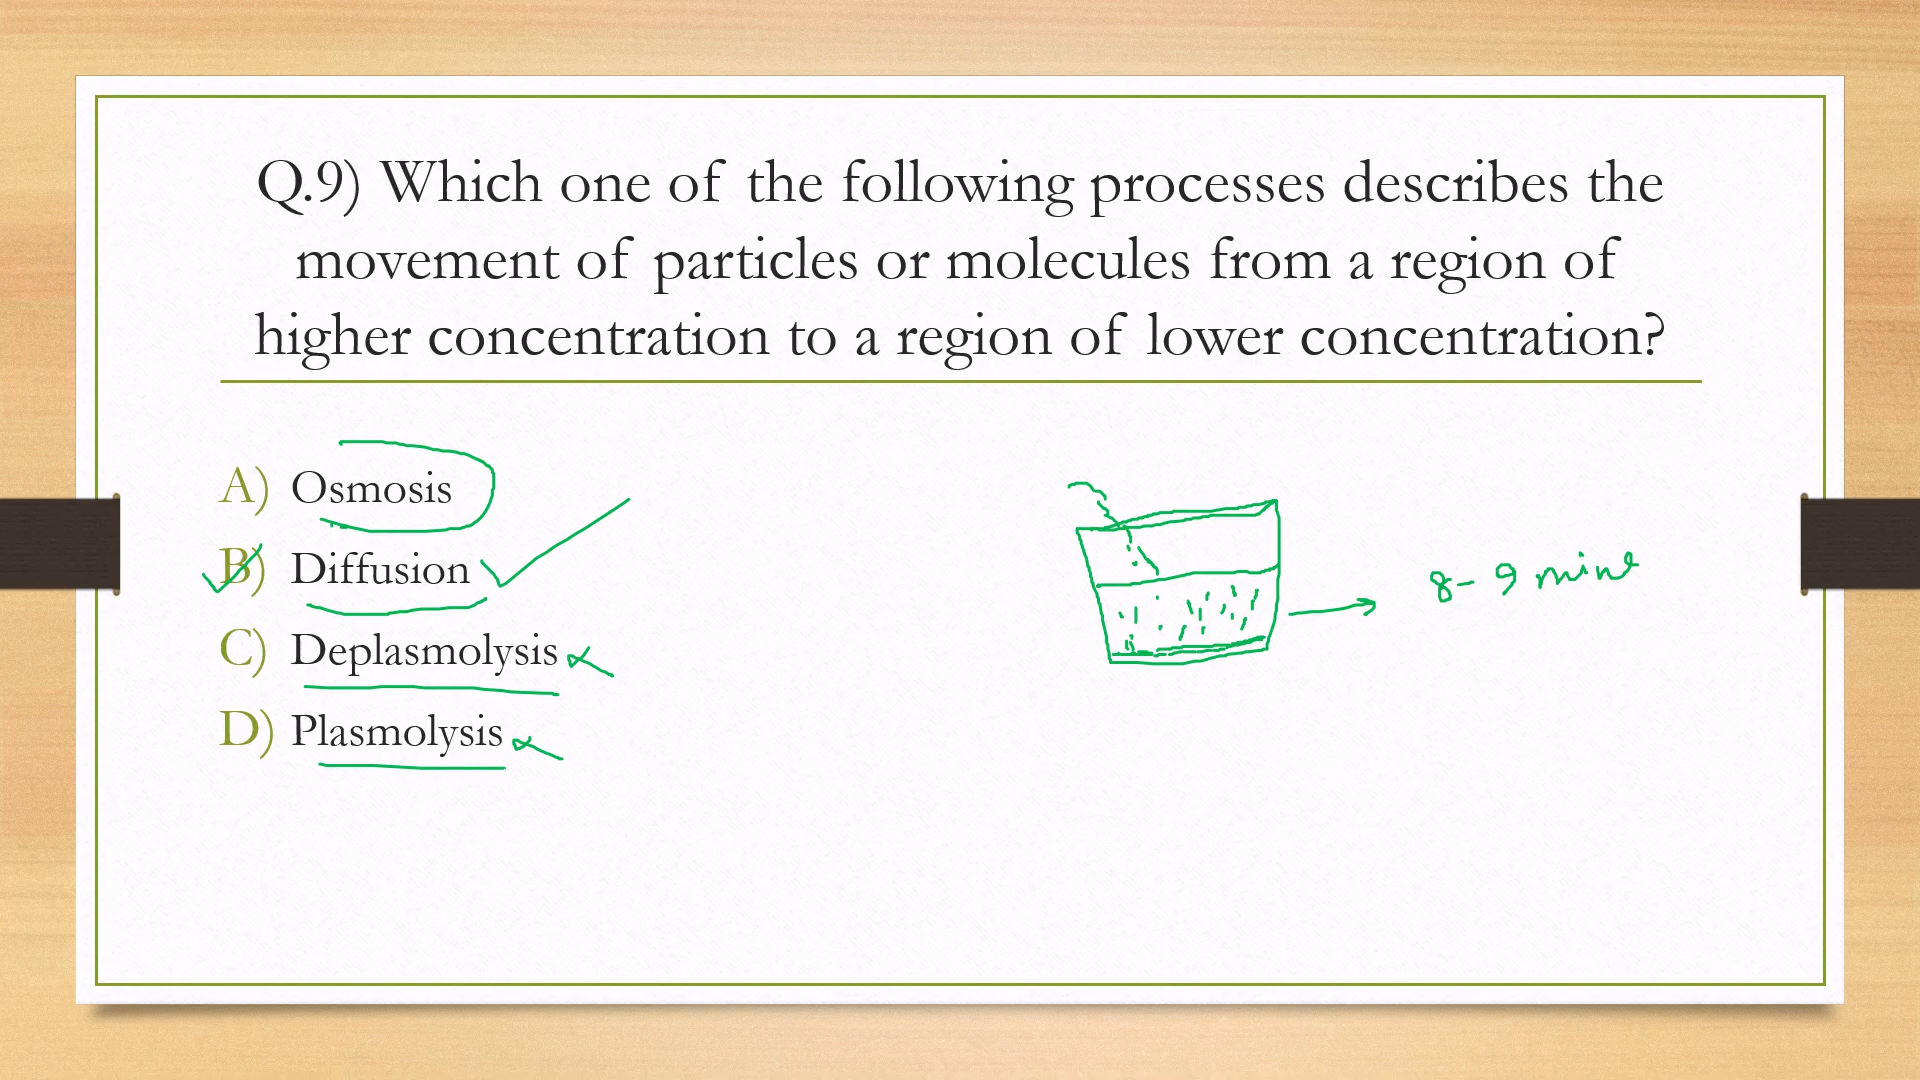 Q.9) Which one of the following processes describes the
movement of particles or molecules from a region of
higher concentration to a region of lower concentration?
A) Osmosis
B) Diffusion
C) Deplasmolysis
D) Plasmolysis
8-9